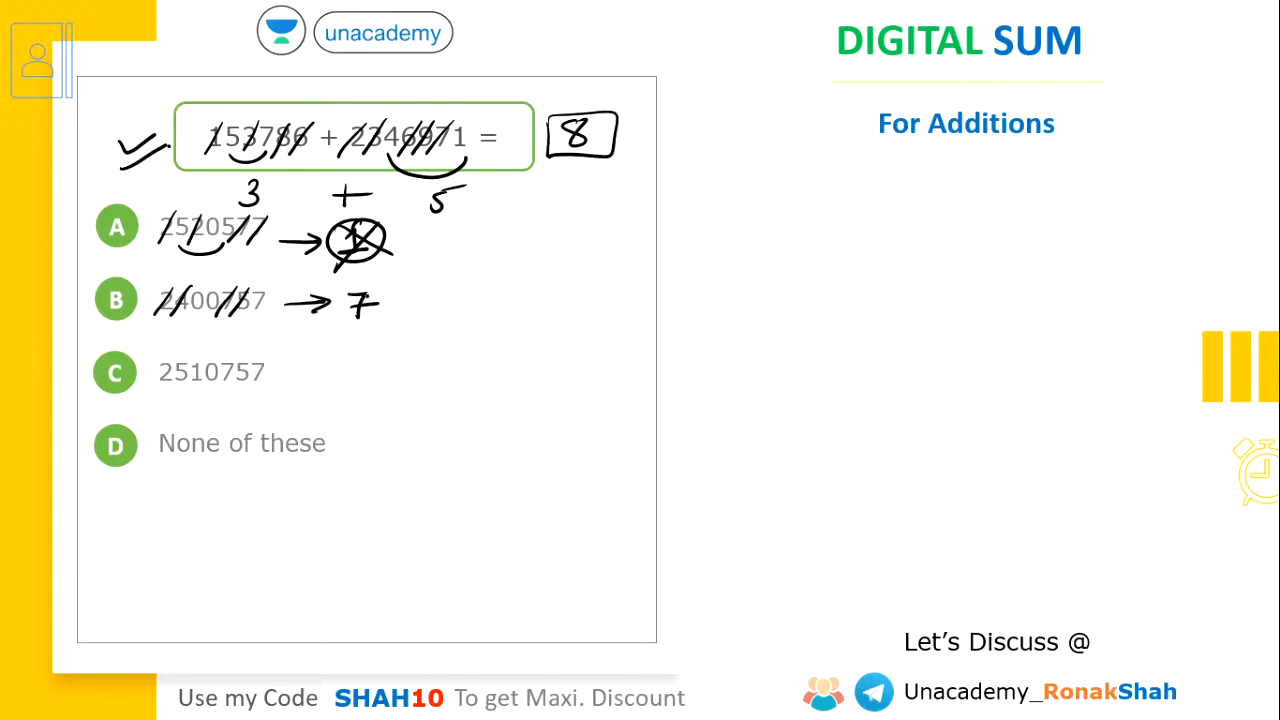 unacademy
DIGITAL SUM
For Additions
153786 + 2346971 = 8
3 + 5
A 2520577 → 1
B 2400757 → 7
C 2510757
D None of these
Let’s Discuss @
Unacademy_RonakShah
Use my Code SHAH10 To get Maxi. Discount